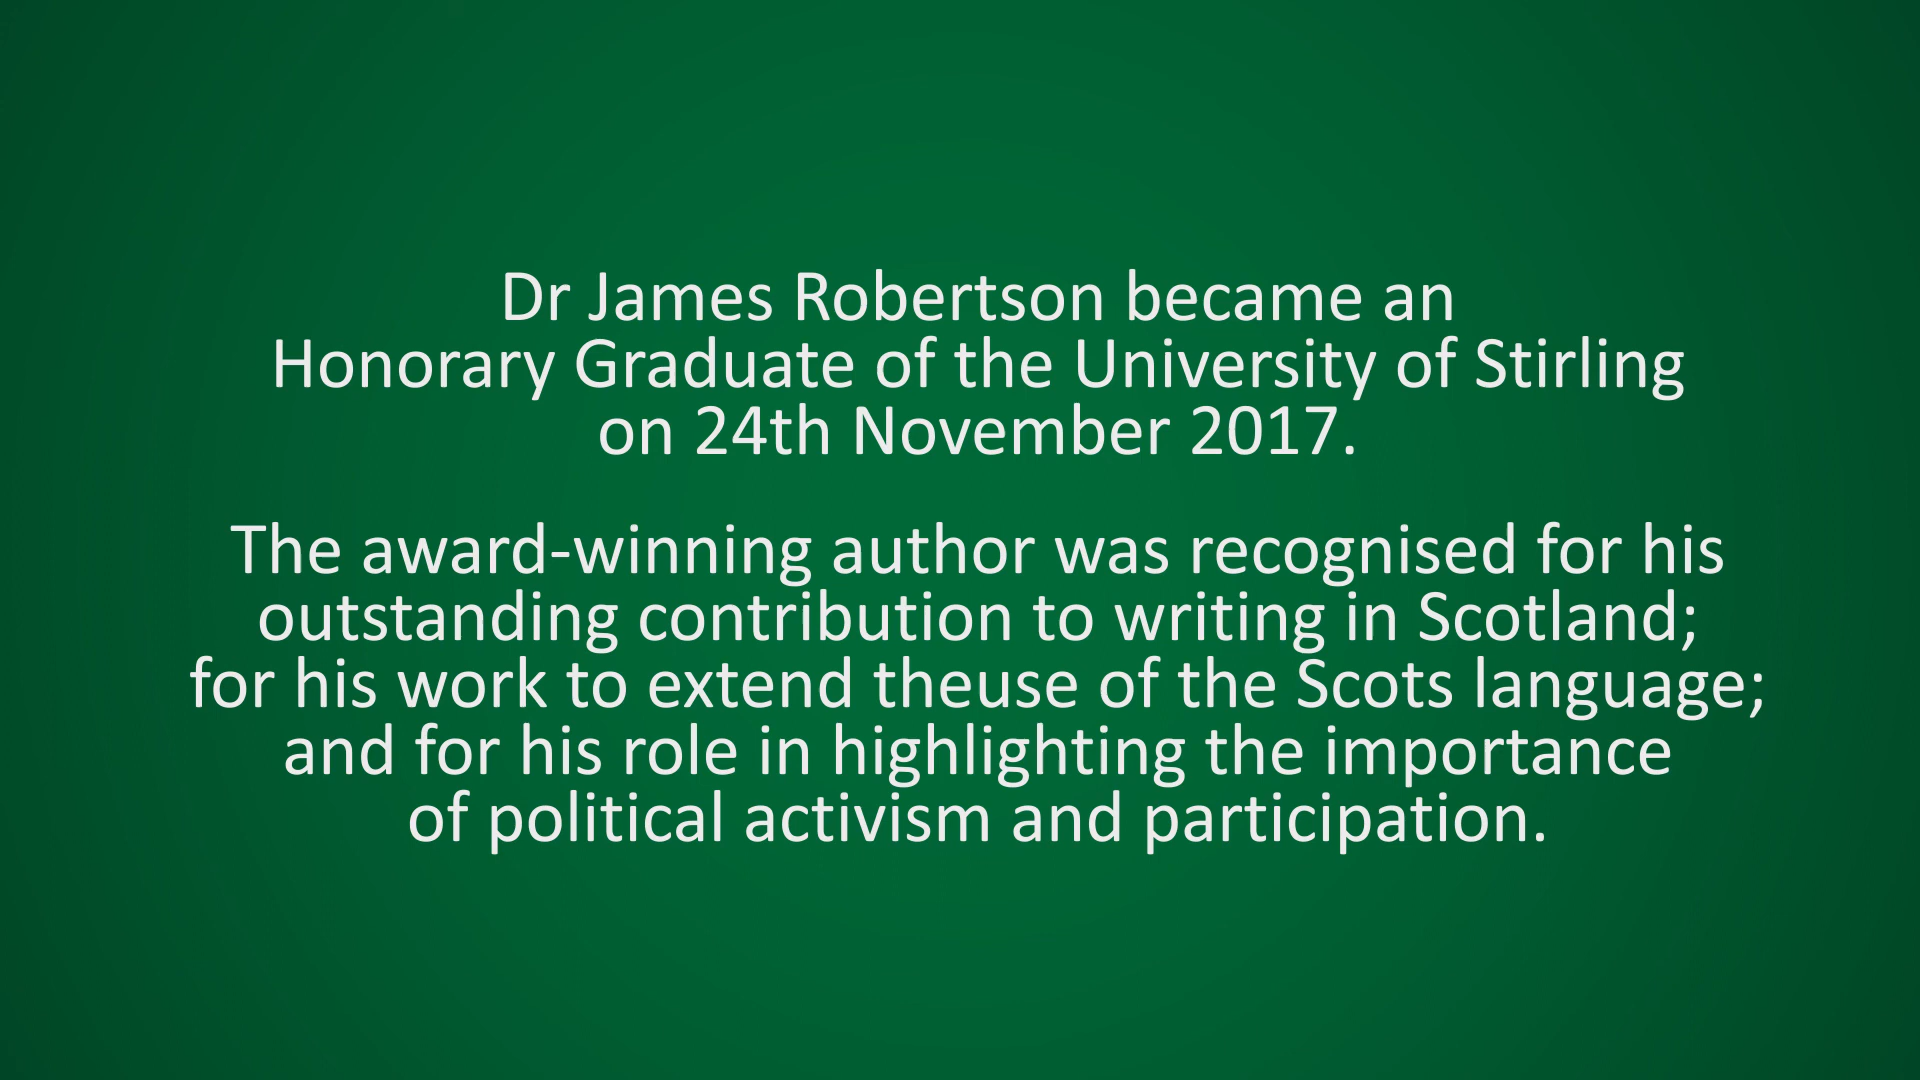 Dr James Robertson became an
Honorary Graduate of the University of Stirling
on 24th November 2017.
The award-winning author was recognised for his
outstanding contribution to writing in Scotland;
for his work to extend theuse of the Scots language;
and for his role in highlighting the importance
of political activism and participation.